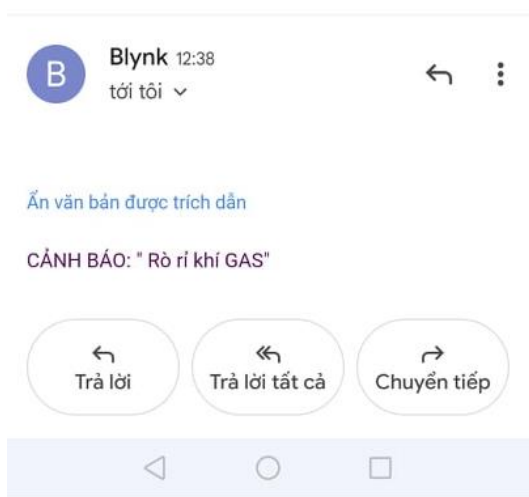 B
Blynk 12:38
tới tôi
Ẩn văn bản được trích dẫn
CẢNH BÁO: " Rò rỉ khí GAS"
Trả lời
Trả lời tất cả
Chuyển tiếp